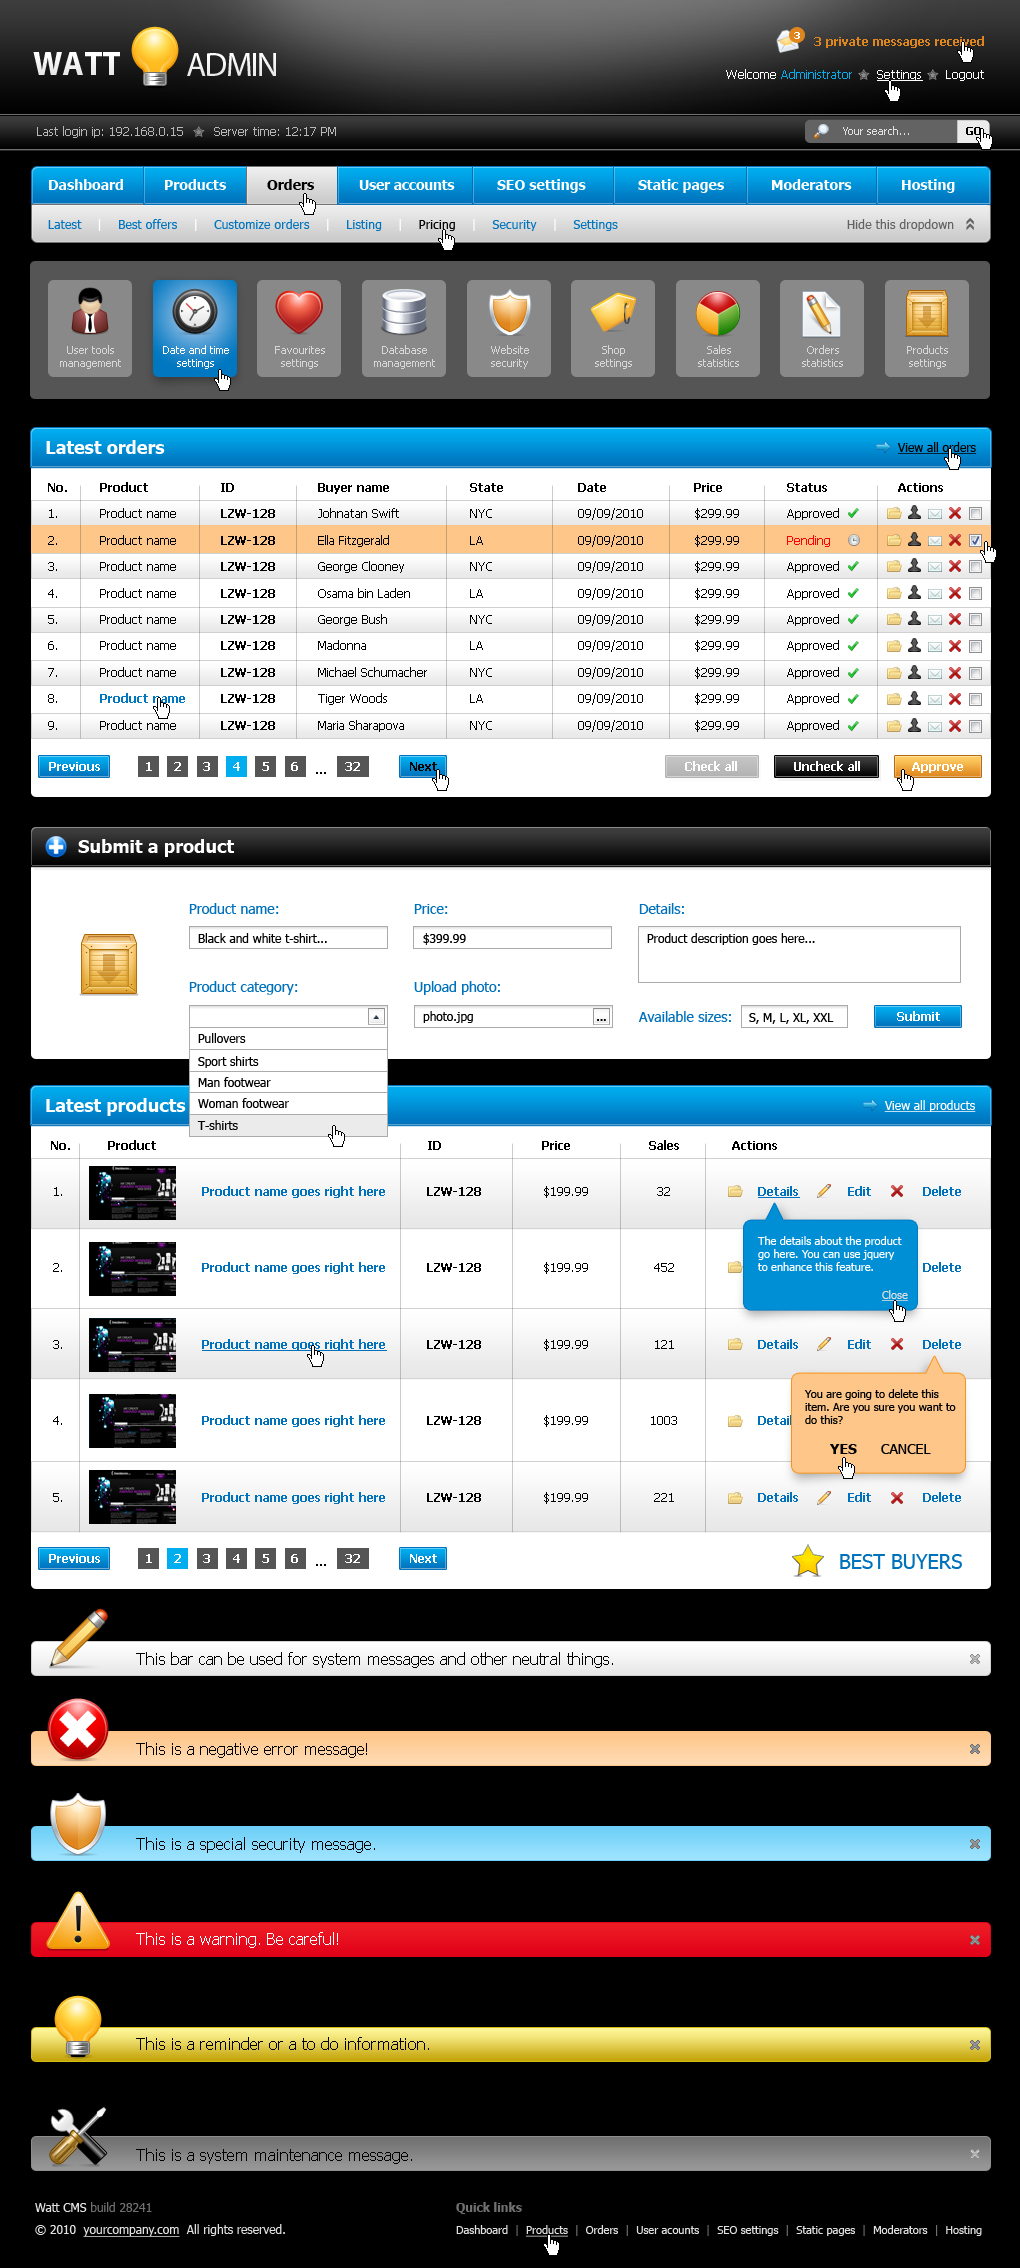 WATT ADMIN
3
3 private messages received
Welcome Administrator Settings Logout
Last login ip: 192.168.0.15 Server time: 12:17 PM
Your search... GO
Dashboard Products Orders User accounts SEO settings Static pages Moderators Hosting
Latest Best offers Customize orders Listing Pricing Security Settings Hide this dropdown
User tools management
Date and time settings
Favourites settings
Database management
Website security
Shop settings
Sales statistics
Orders statistics
Products settings
Latest orders View all orders
No. Product ID Buyer name State Date Price Status Actions
1. Product name LZW-128 Johnatan Swift NYC 09/09/2010 $299.99 Approved
2. Product name LZW-128 Ella Fitzgerald LA 09/09/2010 $299.99 Pending
3. Product name LZW-128 George Clooney NYC 09/09/2010 $299.99 Approved
4. Product name LZW-128 Osama bin Laden LA 09/09/2010 $299.99 Approved
5. Product name LZW-128 George Bush NYC 09/09/2010 $299.99 Approved
6. Product name LZW-128 Madonna LA 09/09/2010 $299.99 Approved
7. Product name LZW-128 Michael Schumacher NYC 09/09/2010 $299.99 Approved
8. Product name LZW-128 Tiger Woods LA 09/09/2010 $299.99 Approved
9. Product name LZW-128 Maria Sharapova NYC 09/09/2010 $299.99 Approved
Previous 1 2 3 4 5 6 ... 32 Next Check all Uncheck all Approve
Submit a product
Product name: Price: Details:
Black and white t-shirt... $399.99 Product description goes here...
Product category: Upload photo:
photo.jpg ... Available sizes: S, M, L, XL, XXL Submit
Pullovers
Sport shirts
Man footwear
Woman footwear
T-shirts
Latest products View all products
No. Product ID Price Sales Actions
1. Product name goes right here LZW-128 $199.99 32 Details Edit Delete
The details about the product
go here. You can use jquery
to enhance this feature.
Close
2. Product name goes right here LZW-128 $199.99 452 Delete
3. Product name goes right here LZW-128 $199.99 121 Details Edit Delete
You are going to delete this
item. Are you sure you want to
do this?
YES CANCEL
4. Product name goes right here LZW-128 $199.99 1003 Detail
5. Product name goes right here LZW-128 $199.99 221 Details Edit Delete
Previous 1 2 3 4 5 6 ... 32 Next BEST BUYERS
This bar can be used for system messages and other neutral things.
This is a negative error message!
This is a special security message.
This is a warning. Be careful!
This is a reminder or a to do information.
This is a system maintenance message.
Watt CMS build 28241 Quick links
© 2010 yourcompany.com All rights reserved. Dashboard | Products | Orders | User acounts | SEO settings | Static pages | Moderators | Hosting